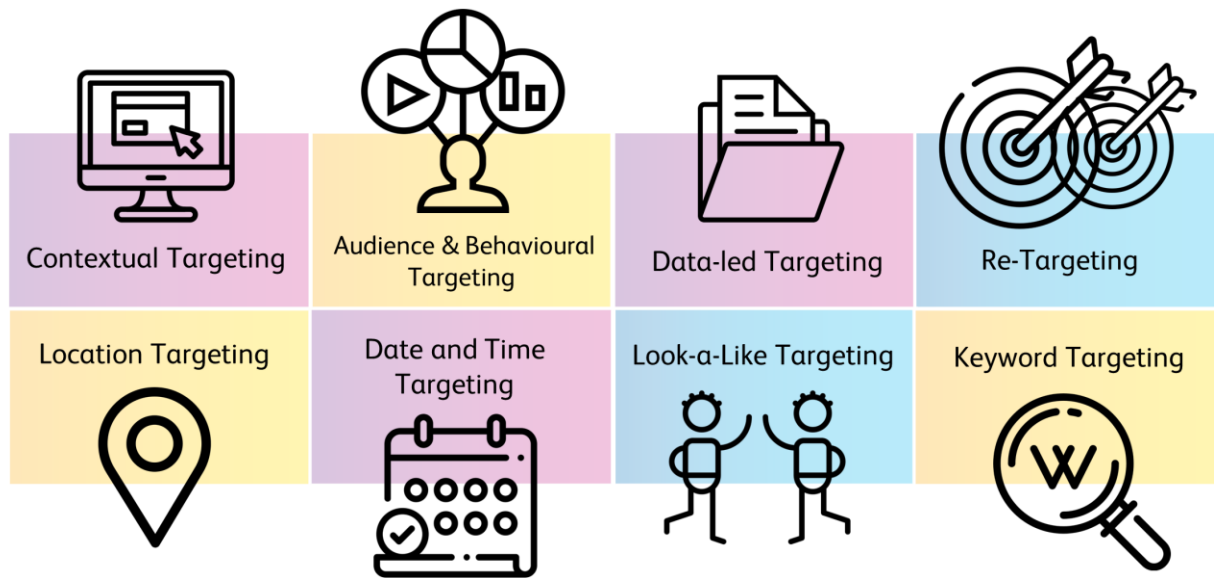 Contextual Targeting
Audience & Behavioural
Targeting
Data-led Targeting
Re-Targeting
Location Targeting
Date and Time
Targeting
Look-a-Like Targeting
Keyword Targeting
W